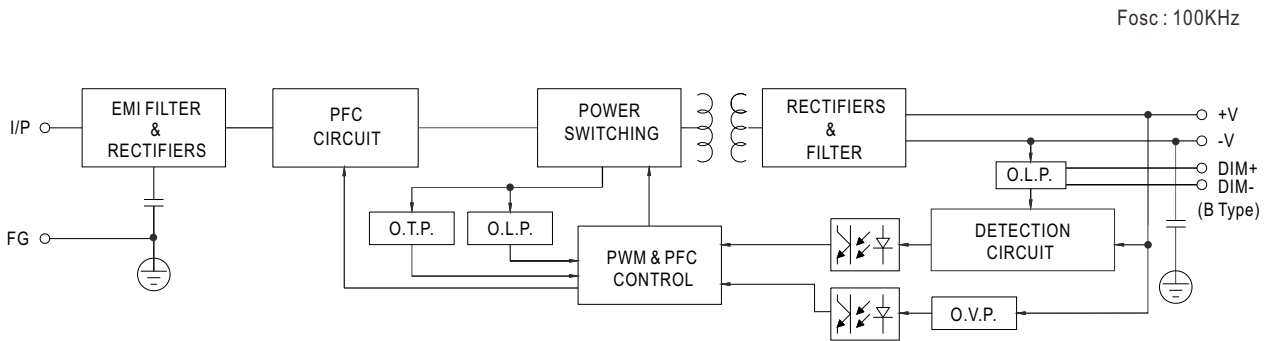 Fosc : 100KHz
I/P
EMI FILTER
&
RECTIFIERS
PFC
CIRCUIT
POWER
SWITCHING
RECTIFIERS
&
FILTER
+V
-V
DIM+
DIM-
(B Type)
O.L.P.
FG
O.T.P.
O.L.P.
PWM & PFC
CONTROL
DETECTION
CIRCUIT
O.V.P.